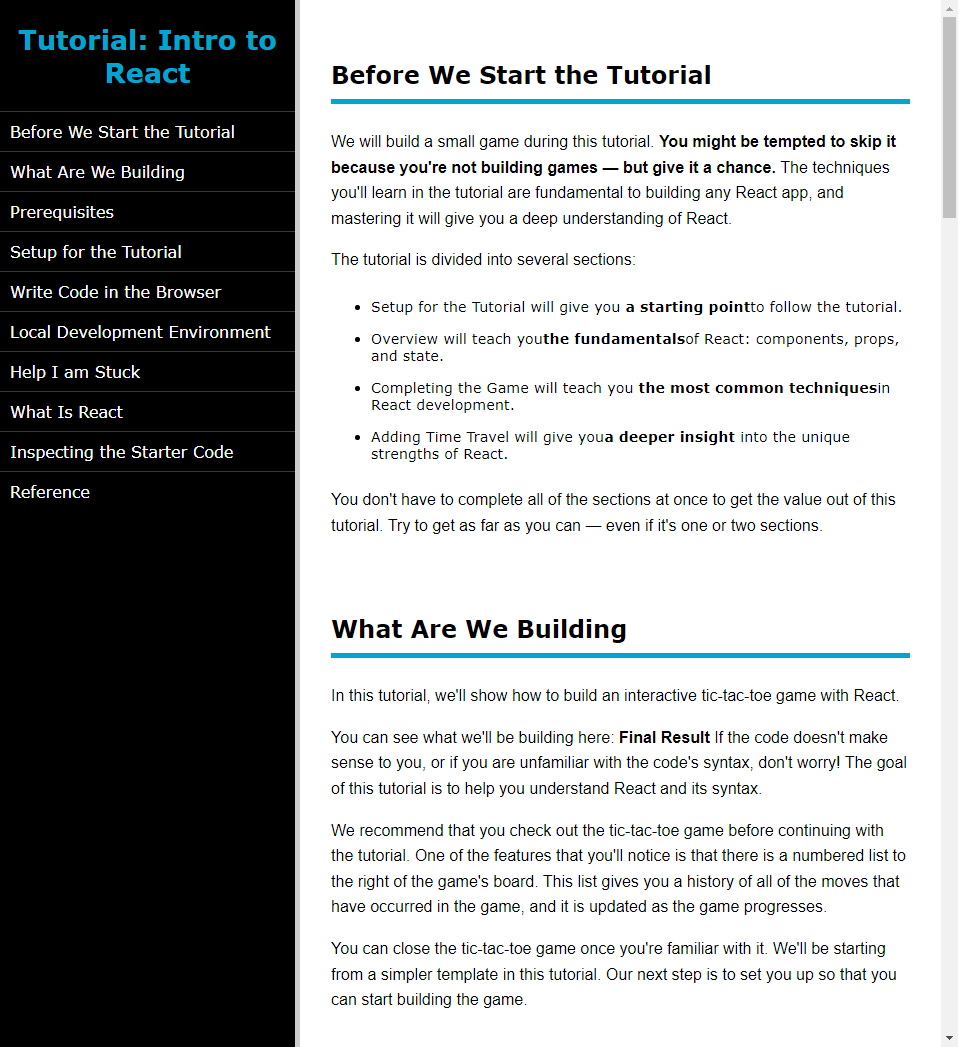 Tutorial: Intro to
React
Before We Start the Tutorial
What Are We Building
Prerequisites
Setup for the Tutorial
Write Code in the Browser
Local Development Environment
Help I am Stuck
What Is React
Inspecting the Starter Code
Reference
Before We Start the Tutorial
We will build a small game during this tutorial. You might be tempted to skip it
because you're not building games — but give it a chance. The techniques
you'll learn in the tutorial are fundamental to building any React app, and
mastering it will give you a deep understanding of React.
The tutorial is divided into several sections:
• Setup for the Tutorial will give you a starting pointto follow the tutorial.
• Overview will teach youthe fundamentalsof React: components, props,
and state.
• Completing the Game will teach you the most common techniquesin
React development.
• Adding Time Travel will give youa deeper insight into the unique
strengths of React.
You don't have to complete all of the sections at once to get the value out of this
tutorial. Try to get as far as you can — even if it's one or two sections.
What Are We Building
In this tutorial, we'll show how to build an interactive tic-tac-toe game with React.
You can see what we'll be building here: Final Result If the code doesn't make
sense to you, or if you are unfamiliar with the code's syntax, don't worry! The goal
of this tutorial is to help you understand React and its syntax.
We recommend that you check out the tic-tac-toe game before continuing with
the tutorial. One of the features that you'll notice is that there is a numbered list to
the right of the game's board. This list gives you a history of all of the moves that
have occurred in the game, and it is updated as the game progresses.
You can close the tic-tac-toe game once you're familiar with it. We'll be starting
from a simpler template in this tutorial. Our next step is to set you up so that you
can start building the game.